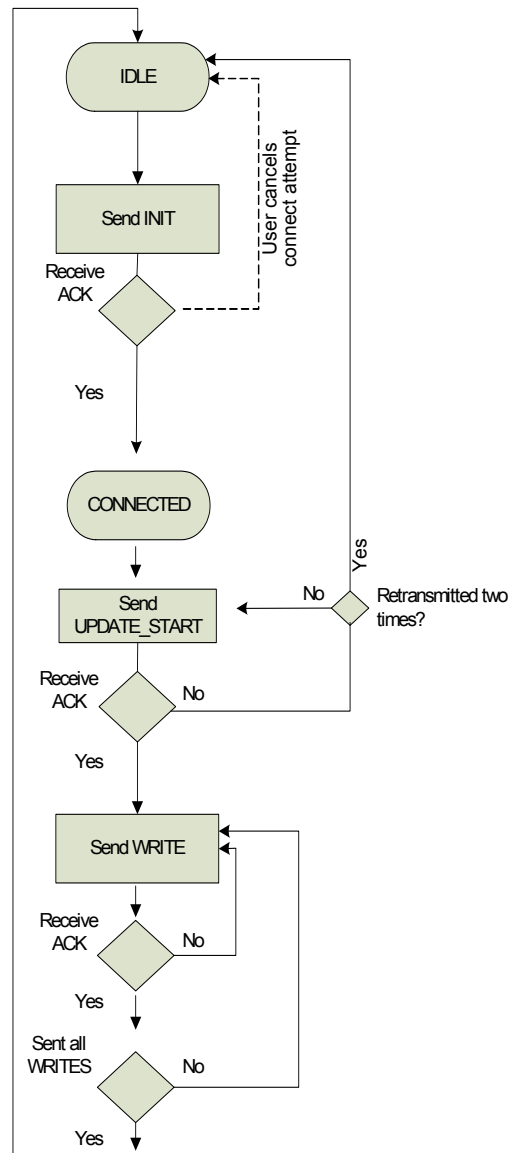 IDLE
User cancels
connect attempt
Send INIT
Receive
ACK
Yes
CONNECTED
Yes
Send
UPDATE_START
No
Retransmitted two
times?
Receive
ACK
No
Yes
Send WRITE
Receive
ACK
No
Yes
Sent all
WRITES
No
Yes